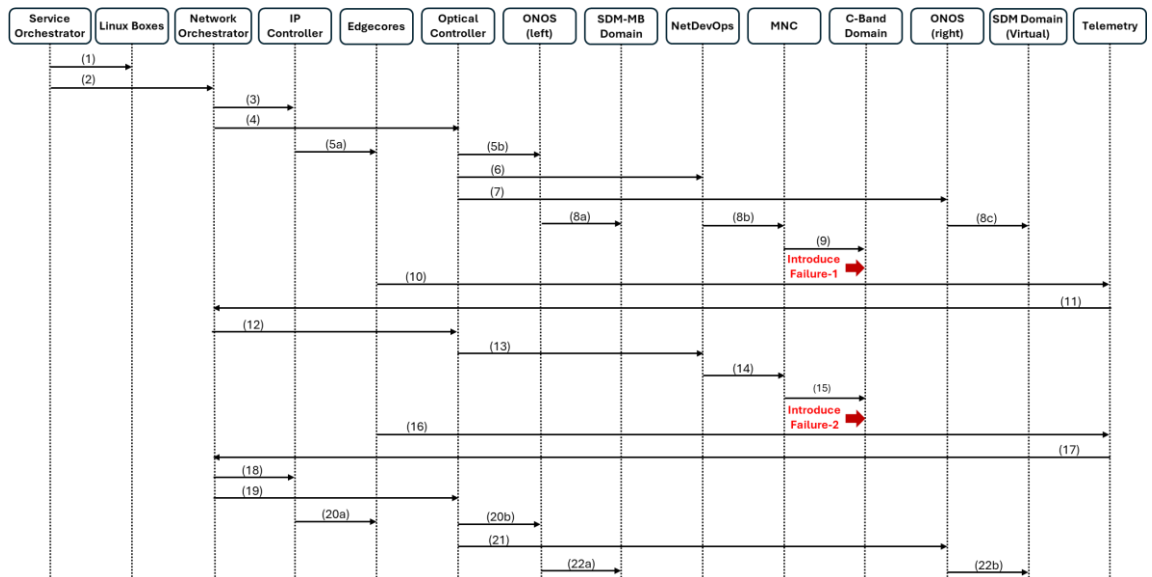 Service
Orchestrator
Linux Boxes
Network
Orchestrator
IP
Controller
Edgecores
Optical
Controller
ONOS
(left)
SDM-MB
Domain
NetDevOps
MNC
C-Band
Domain
ONOS
(right)
SDM Domain
(Virtual)
Telemetry
(1)
(2)
(3)
(4)
(5a)
(5b)
(6)
(7)
(8a)
(8b)
(8c)
(9)
Introduce
Failure-1
(10)
(11)
(12)
(13)
(14)
(15)
Introduce
Failure-2
(16)
(17)
(18)
(19)
(20a)
(20b)
(21)
(22a)
(22b)